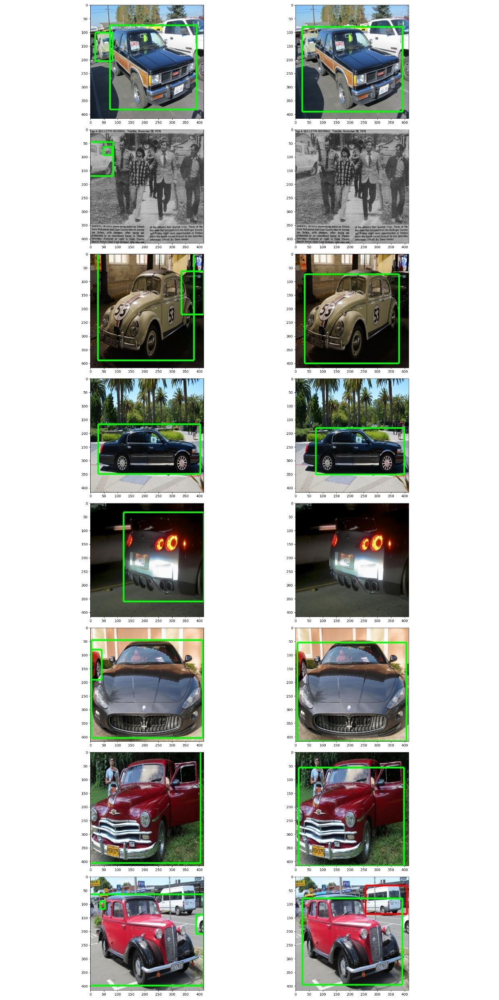 0 0
50 50
100 100
FOR SALE FOR SALE
150 150
200 200
250 250
GMC GMC
300 300
350 350
400 400
0 50 100 150 200 250 300 350 400 0 50 100 150 200 250 300 350 400
0 0
Page 4-BULLETIN-JOURNAL, Tuesday, November 28, 1978
Page 4-BULLETIN-JOURNAL, Tuesday, November 28, 1978
50 50
100 100
150 150
200 200
250 250
300 300
350 350
400 400
DARRYL IRISH is shown being led by an Illinois
State Policeman and Cape County Sheriff Jimmy
Joe Below, with shotgun, after being ap-
prehended in an abandoned house in Thebes
Saturday. Pictured at right is Cape County
Sheriff Patrol Chief Fred Schaper, who was one
of the officers that located Irish. Three of the
four men that escaped from the Bollinger County
jail Friday night were apprehended at Thebes
while the fourth turned himself in late Saturday
afternoon. (Photo By Dave Henle)
DARRYL IRISH is shown being led by an Illinois
State Policeman and Cape County Sheriff Jimmy
Joe Below, with shotgun, after being ap-
prehended in an abandoned house in Thebes
Saturday. Pictured at right is Cape County
Sheriff Patrol Chief Fred Schaper, who was one
of the officers that located Irish. Three of the
four men that escaped from the Bollinger County
jail Friday night were apprehended at Thebes
while the fourth turned himself in late Saturday
afternoon. (Photo By Dave Henle)
0 50 100 150 200 250 300 350 400 0 50 100 150 200 250 300 350 400
0 0
50 50
100 100
150 150
200 200
53 53 53 53
250 250
300 300
350 350
400 400
0 50 100 150 200 250 300 350 400 0 50 100 150 200 250 300 350 400
0 0
50 50
100 100
150 150
200 200
250 250
300 300
350 350
400 400
0 50 100 150 200 250 300 350 400 0 50 100 150 200 250 300 350 400
0 0
50 50
100 100
150 150
200 200
250 250
300 300
350 350
400 400
0 50 100 150 200 250 300 350 400 0 50 100 150 200 250 300 350 400
0 0
50 50
100 100
150 150
200 200
250 250
300 300
350 350
400 400
0 50 100 150 200 250 300 350 400 0 50 100 150 200 250 300 350 400
0 0
50 50
100 100
150 150
200 200
250 250
300 300
350 350
PDH375 PDH375
400 400
0 50 100 150 200 250 300 350 400 0 50 100 150 200 250 300 350 400
0 0
50 50
100 100
150 150
200 200
250 250
300 300
UZ7933 UZ7933
350 350
400 400
0 50 100 150 200 250 300 350 400 0 50 100 150 200 250 300 350 400